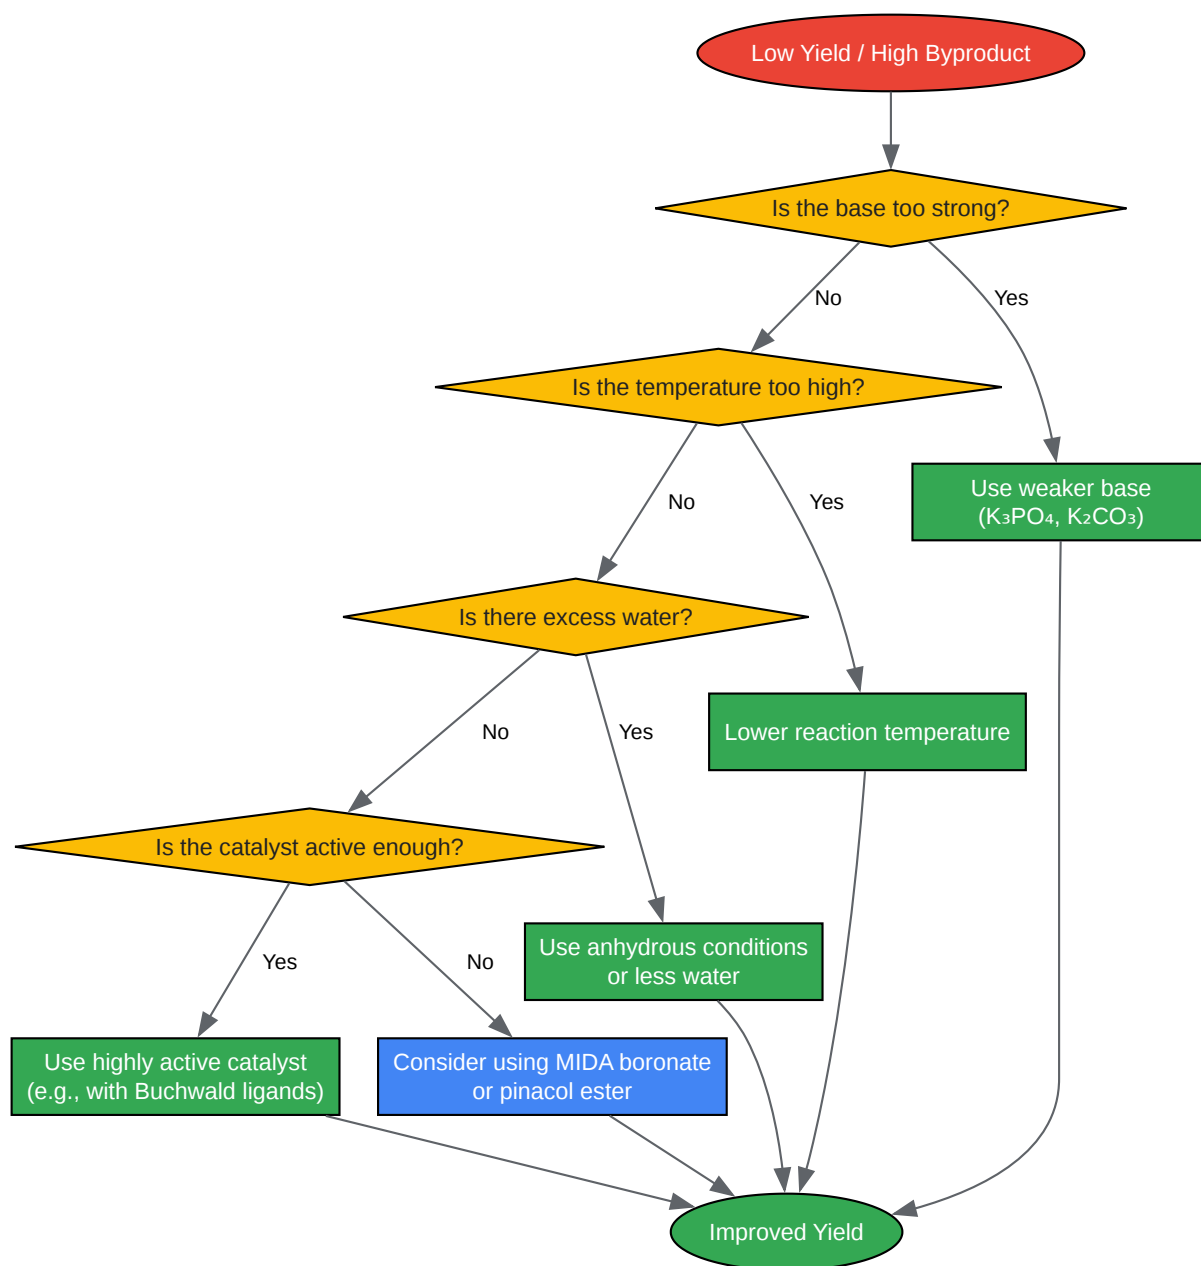 Low Yield / High Byproduct
Is the base too strong?
No
Yes
Is the temperature too high?
Use weaker base
(K₃PO₄, K₂CO₃)
No
Yes
Is there excess water?
Lower reaction temperature
No
Yes
Is the catalyst active enough?
Use anhydrous conditions
or less water
Yes
No
Use highly active catalyst
(e.g., with Buchwald ligands)
Consider using MIDA boronate
or pinacol ester
Improved Yield